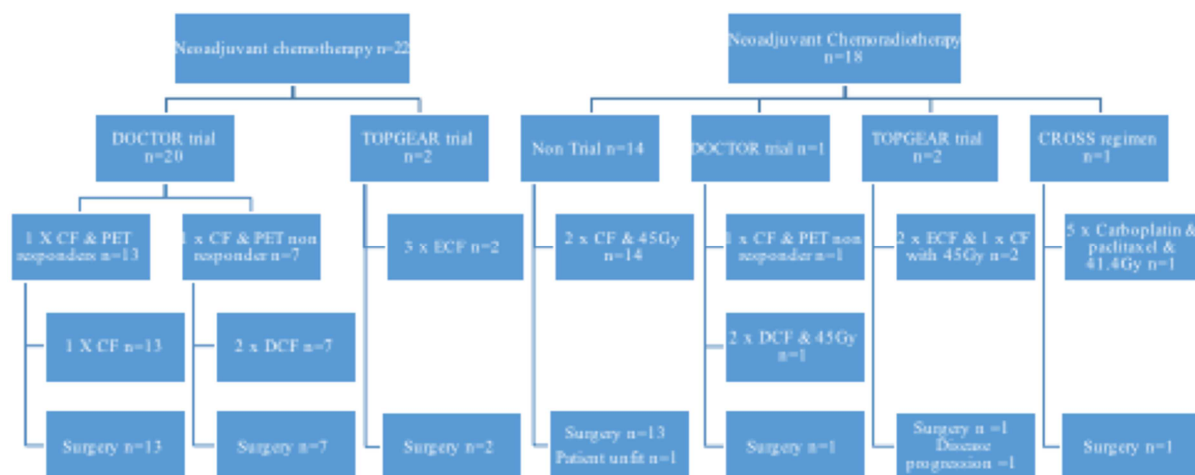 Neoadjuvant chemotherapy n=22
Neoadjuvant Chemoradiotherapy
n=18
DOCTOR trial
n=20
TOPGEAR trial
n=2
Non Trial n=14
DOCTOR trial n=1
TOPGEAR trial
n=2
CROSS regimen
n=1
1 X CF & PET
responders n=13
1 x CF & PET non
responder n=7
3 x ECF n=2
2 x CF & 45Gy
n=14
1 x CF & PET non
responder n=1
2 x ECF & 1 x CF
with 45Gy n=2
5 x Carboplatin &
paclitaxel &
41.4Gy n=1
1 X CF n=13
2 x DCF n=7
2 x DCF & 45Gy
n=1
Surgery n=13
Surgery n=7
Surgery n=2
Surgery n=13
Patient unfit n=1
Surgery n=1
Surgery n =1
Disease
progression =1
Surgery n=1